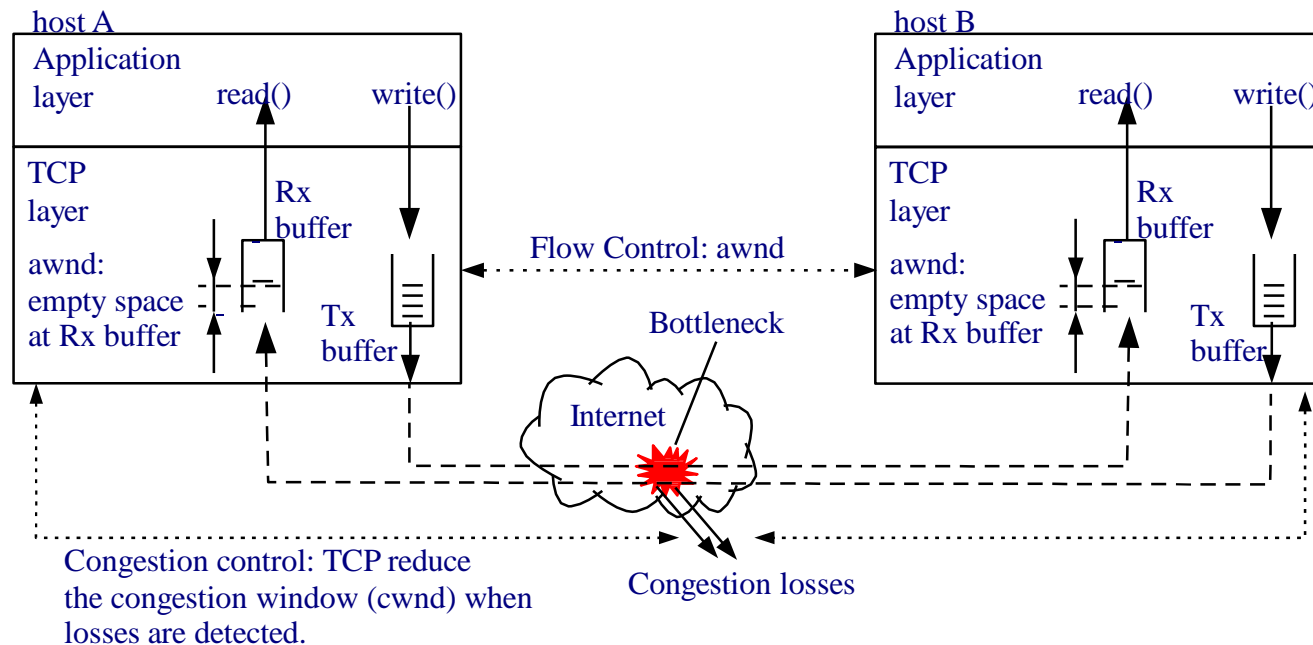 host A
Application
layer
read()
write()
TCP
layer
Rx
buffer
awnd:
empty space
at Rx buffer
Tx
buffer
Flow Control: awnd
Bottleneck
Internet
host B
Application
layer
read()
write()
TCP
layer
Rx
buffer
awnd:
empty space
at Rx buffer
Tx
buffer
Congestion control: TCP reduce
the congestion window (cwnd) when
losses are detected.
Congestion losses